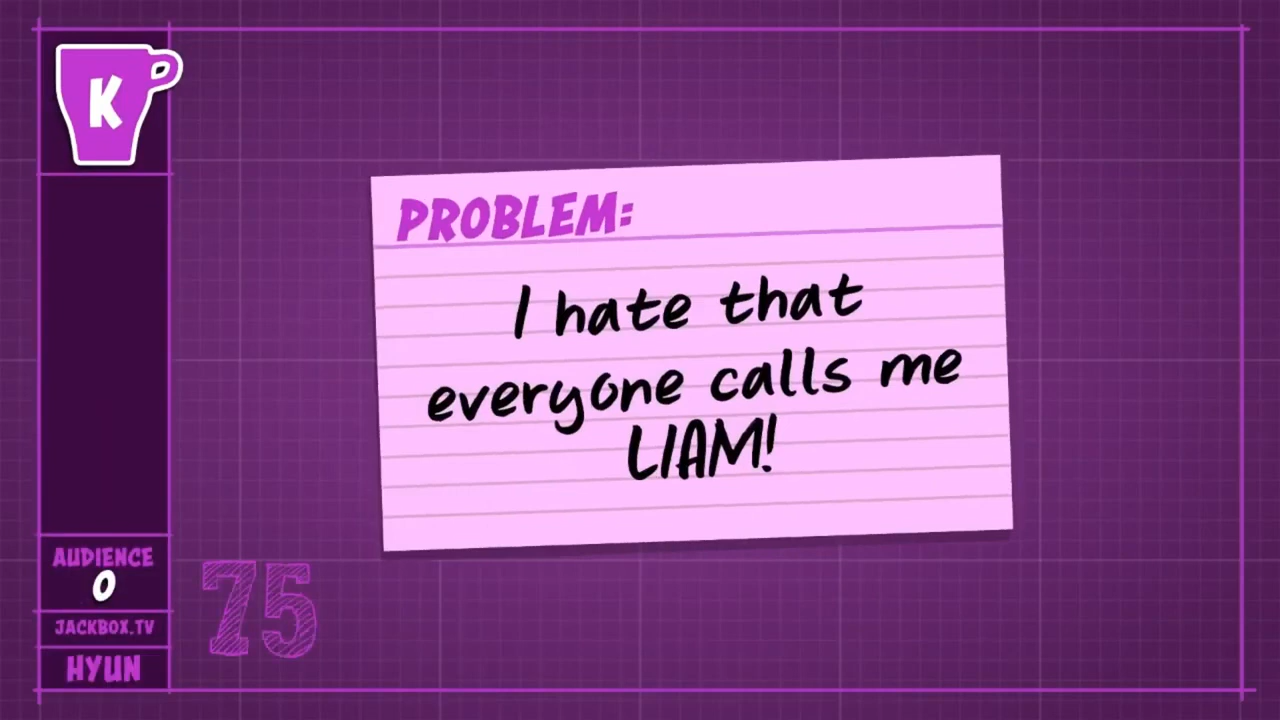 K
PROBLEM:
I hate that
everyone calls me
LIAM!
AUDIENCE
0
JACKBOX.TV
HYUN
75